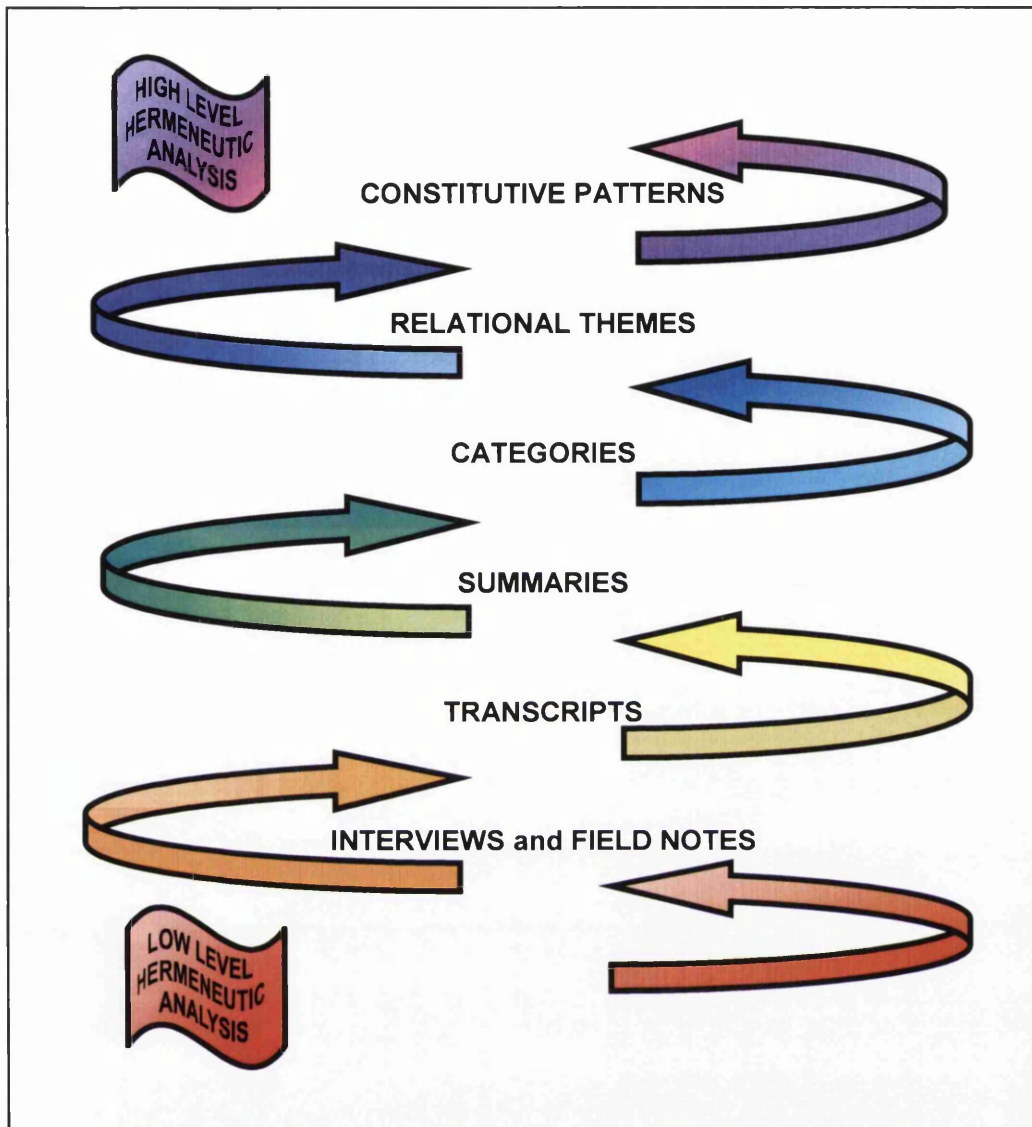 HIGH LEVEL
HERMENEUTIC
ANALYSIS
CONSTITUTIVE PATTERNS
RELATIONAL THEMES
CATEGORIES
SUMMARIES
TRANSCRIPTS
INTERVIEWS and FIELD NOTES
LOW LEVEL
HERMENEUTIC
ANALYSIS